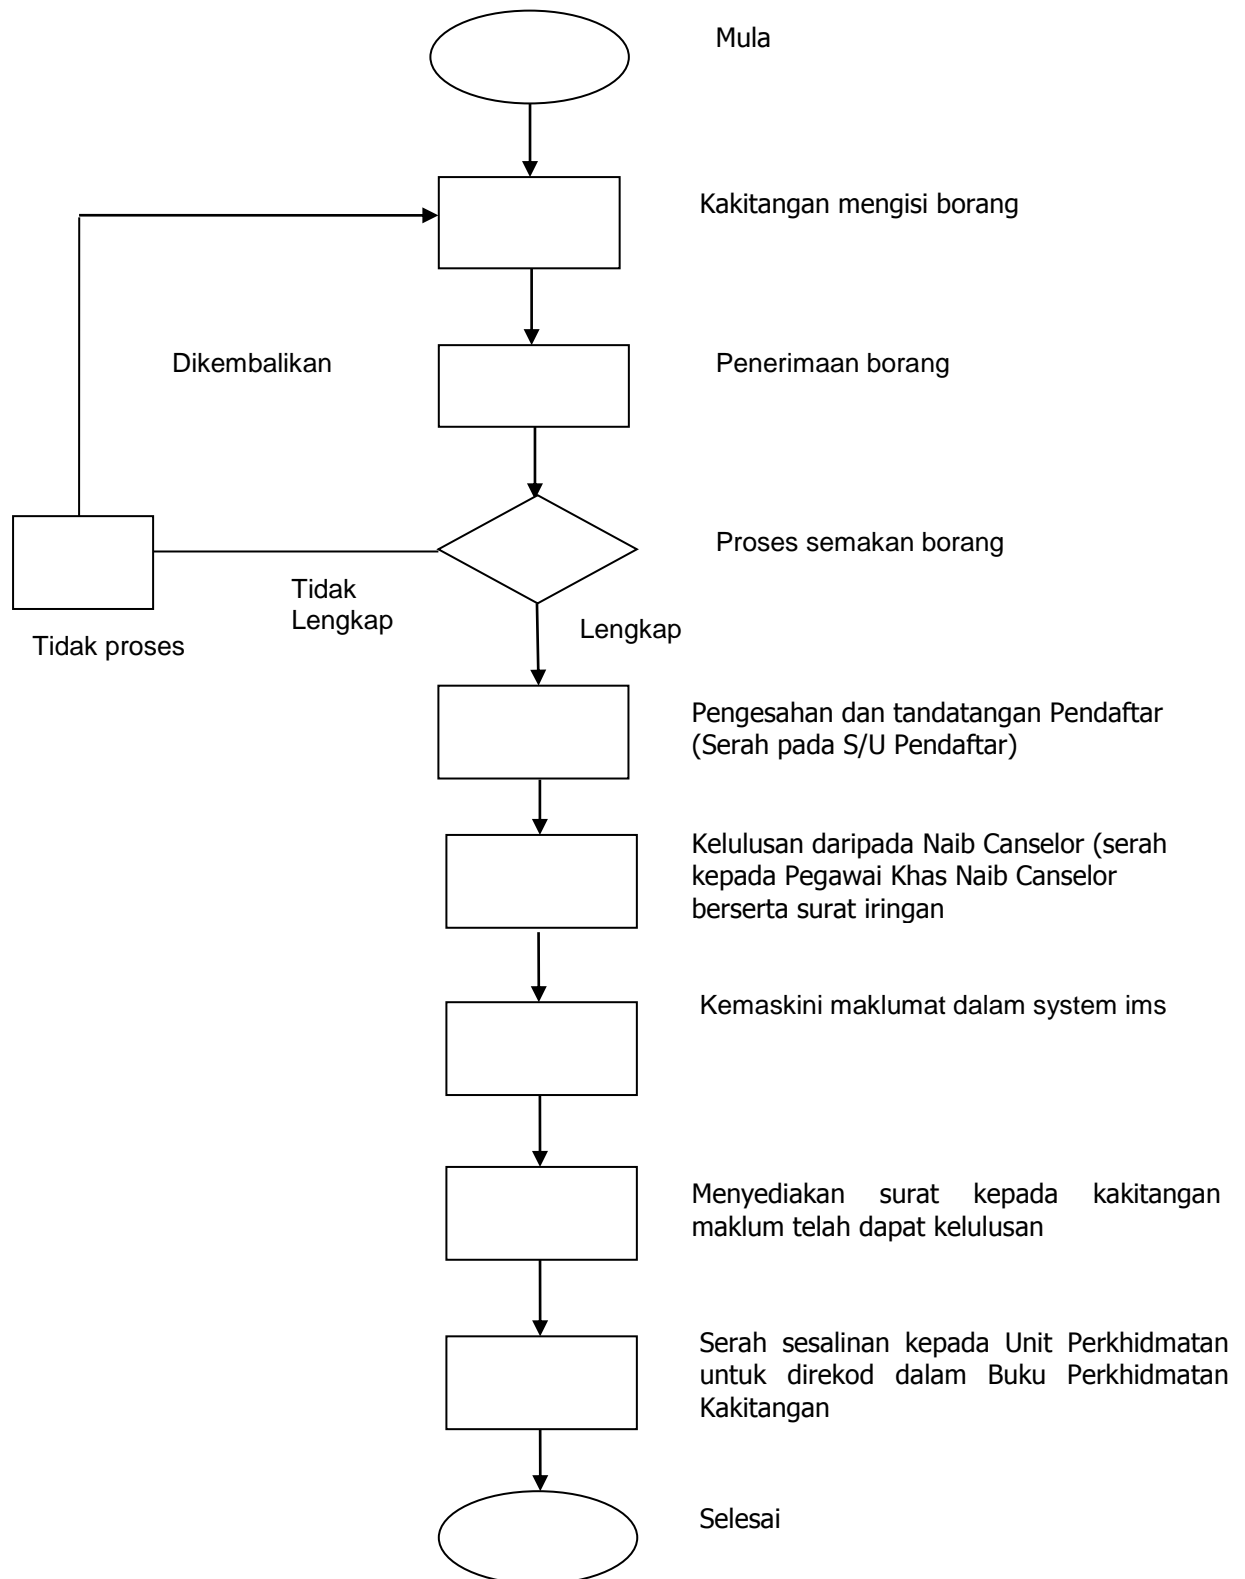 Mula
Kakitangan mengisi borang
Dikembalikan
Penerimaan borang
Proses semakan borang
Tidak
Lengkap
Lengkap
Tidak proses
Pengesahan dan tandatangan Pendaftar
(Serah pada S/U Pendaftar)
Kelulusan daripada Naib Canselor (serah
kepada Pegawai Khas Naib Canselor
berserta surat iringan
Kemaskini maklumat dalam system ims
Menyediakan surat kepada kakitangan
maklum telah dapat kelulusan
Serah sesalinan kepada Unit Perkhidmatan
untuk direkod dalam Buku Perkhidmatan
Kakitangan
Selesai